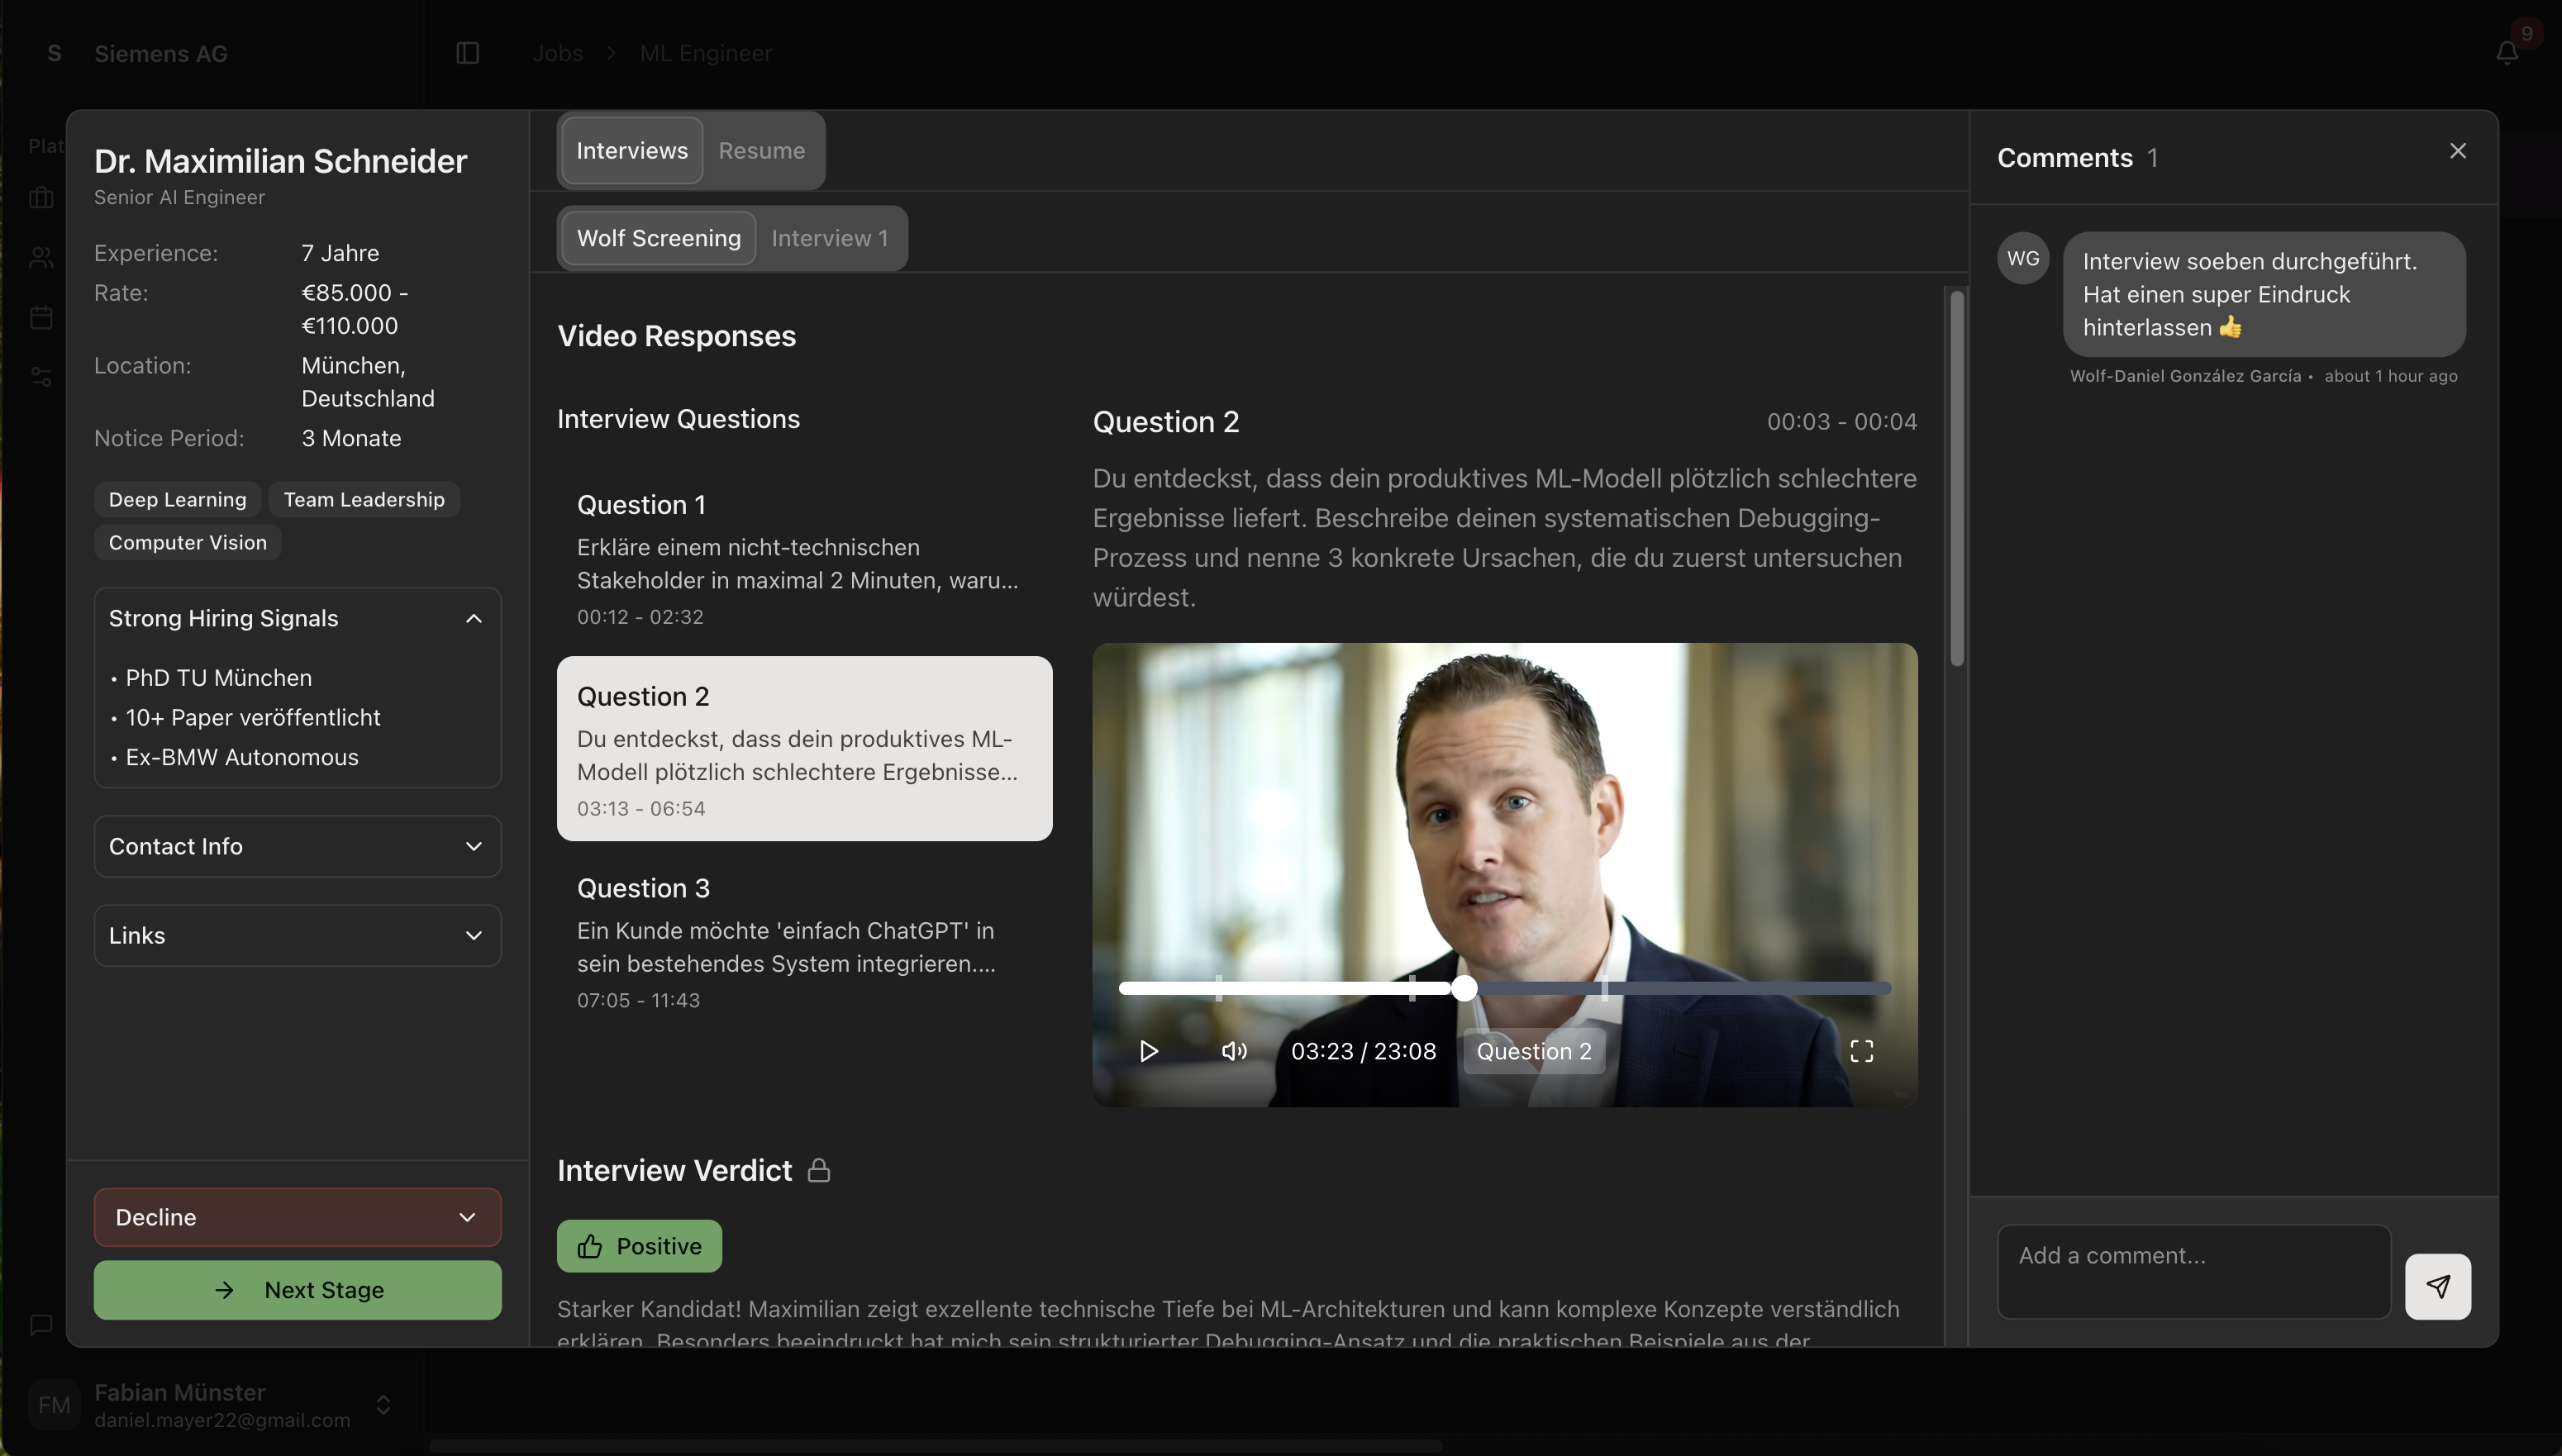 S
Siemens AG
Jobs
ML Engineer
9
Plat
Dr. Maximilian Schneider
Senior AI Engineer
Experience:
7 Jahre
Rate:
€85.000 -
€110.000
Location:
München,
Deutschland
Notice Period:
3 Monate
Deep Learning
Team Leadership
Computer Vision
Strong Hiring Signals
• PhD TU München
• 10+ Paper veröffentlicht
• Ex-BMW Autonomous
Contact Info
Links
Decline
Next Stage
FM
Fabian Münster
daniel.mayer22@gmail.com
Interviews
Resume
Wolf Screening
Interview 1
Video Responses
Interview Questions
Question 1
Erkläre einem nicht-technischen
Stakeholder in maximal 2 Minuten, waru...
00:12 - 02:32
Question 2
Du entdeckst, dass dein produktives ML-
Modell plötzlich schlechtere Ergebnisse...
03:13 - 06:54
Question 3
Ein Kunde möchte 'einfach ChatGPT' in
sein bestehendes System integrieren....
07:05 - 11:43
Question 2
00:03 - 00:04
Du entdeckst, dass dein produktives ML-Modell plötzlich schlechtere
Ergebnisse liefert. Beschreibe deinen systematischen Debugging-
Prozess und nenne 3 konkrete Ursachen, die du zuerst untersuchen
würdest.
03:23 / 23:08
Question 2
Interview Verdict
Positive
Starker Kandidat! Maximilian zeigt exzellente technische Tiefe bei ML-Architekturen und kann komplexe Konzepte verständlich
erklären. Besonders beeindruckt hat mich sein strukturierter Debugging-Ansatz und die praktischen Beispiele aus der
Comments 1
WG
Interview soeben durchgeführt.
Hat einen super Eindruck
hinterlassen 👍
Wolf-Daniel González García • about 1 hour ago
Add a comment...